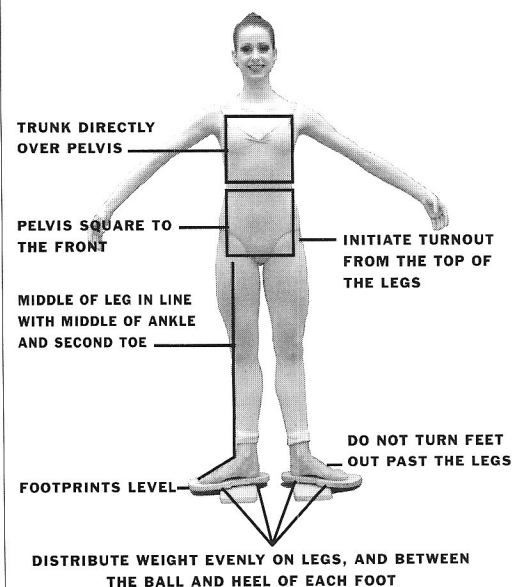 TRUNK DIRECTLY
OVER PELVIS
PELVIS SQUARE TO
THE FRONT
INITIATE TURNOUT
FROM THE TOP OF
THE LEGS
MIDDLE OF LEG IN LINE
WITH MIDDLE OF ANKLE
AND SECOND TOE
DO NOT TURN FEET
OUT PAST THE LEGS
FOOTPRINTS LEVEL
DISTRIBUTE WEIGHT EVENLY ON LEGS, AND BETWEEN
THE BALL AND HEEL OF EACH FOOT